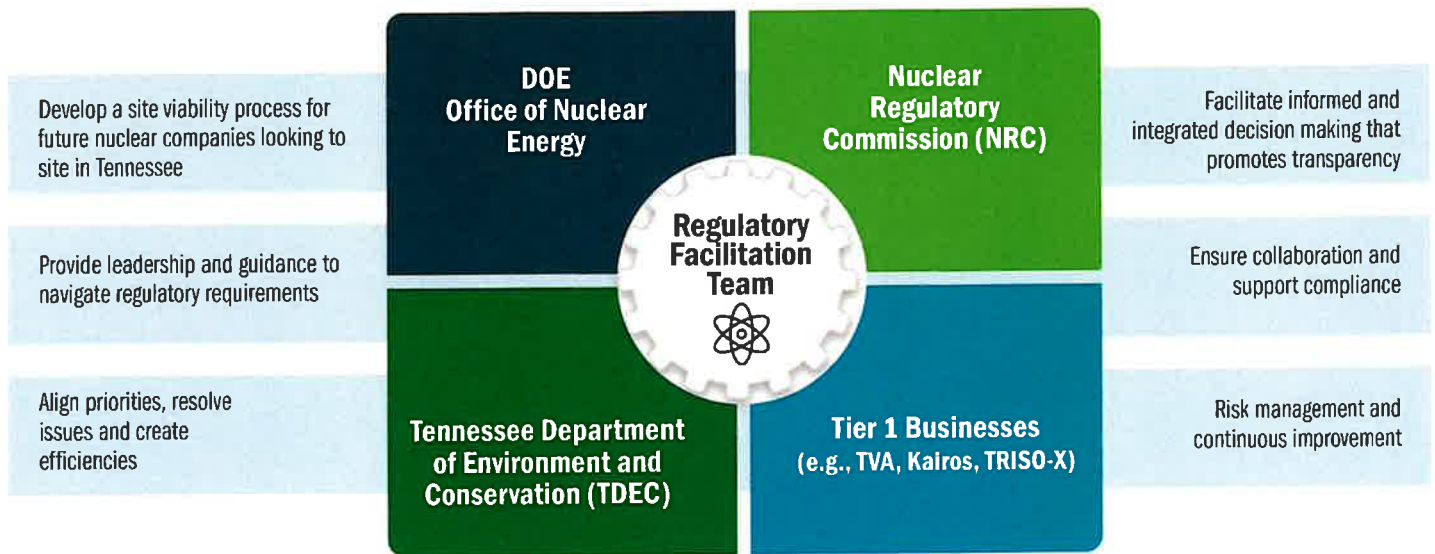 Develop a site viability process for
future nuclear companies looking to
site in Tennessee
Provide leadership and guidance to
navigate regulatory requirements
Align priorities, resolve
issues and create
efficiencies
DOE
Office of Nuclear
Energy
Nuclear
Regulatory
Commission (NRC)
Regulatory
Facilitation
Team
Tennessee Department
of Environment and
Conservation (TDEC)
Tier 1 Businesses
(e.g., TVA, Kairos, TRISO-X)
Facilitate informed and
integrated decision making that
promotes transparency
Ensure collaboration and
support compliance
Risk management and
continuous improvement